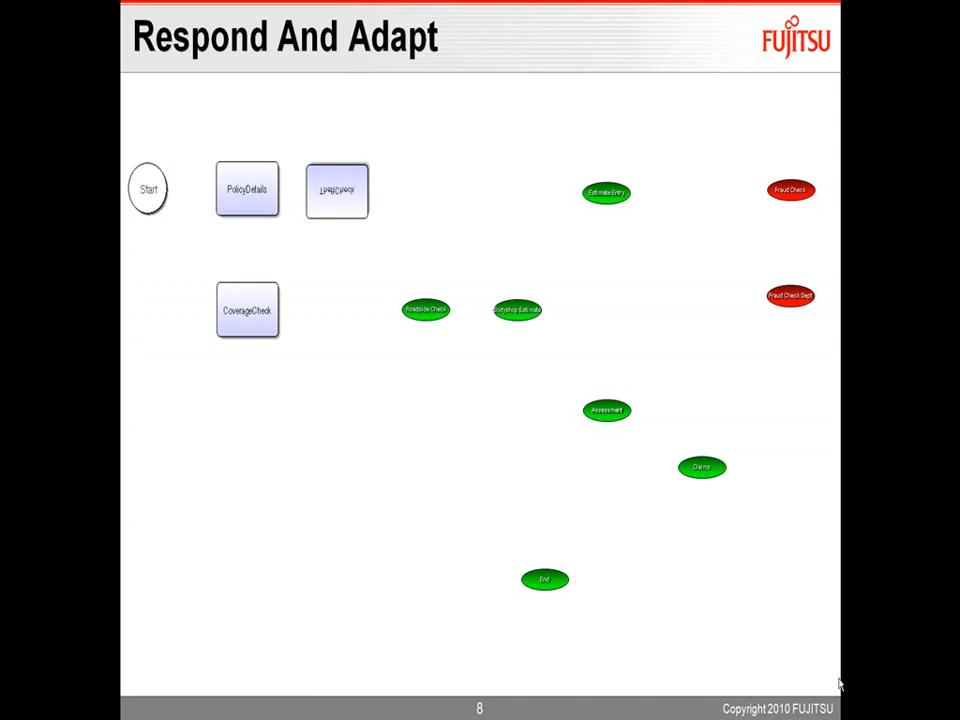 Respond And Adapt
FUJITSU
Start
PolicyDetails
TheftCheck
Estimate Entry
Fraud Check
CoverageCheck
Roadside Check
Bodyshop Estimate
Fraud Check Dept
Assessment
Claims
End
8
Copyright 2010 FUJITSU